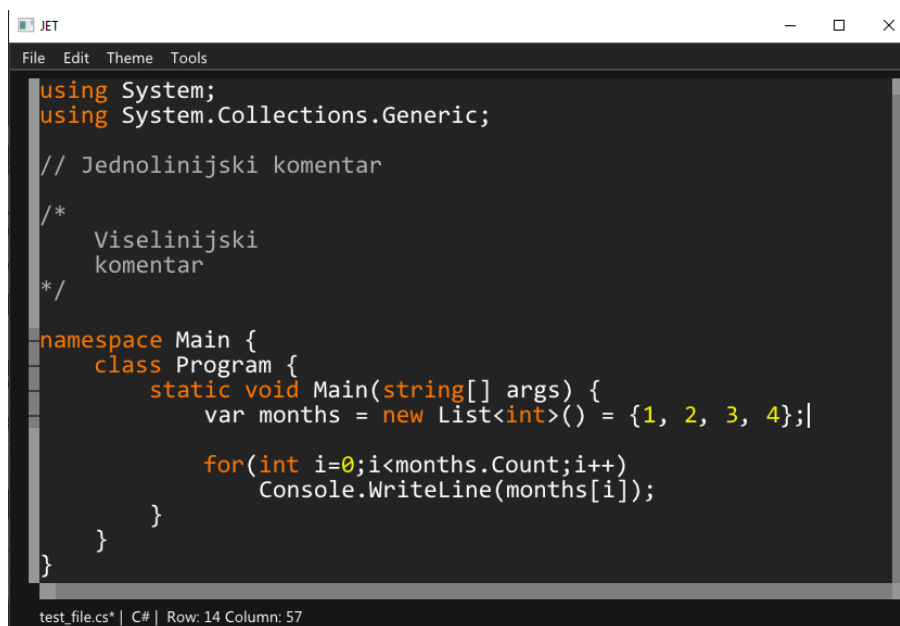 JET
File Edit Theme Tools
using System;
using System.Collections.Generic;
// Jednolinijski komentar
/*
Viselinijski
komentar
*/
namespace Main {
class Program {
static void Main(string[] args) {
var months = new List<int>() = {1, 2, 3, 4};
for(int i=0;i<months.Count;i++)
Console.WriteLine(months[i]);
}
}
}
test_file.cs* | C# | Row: 14 Column: 57